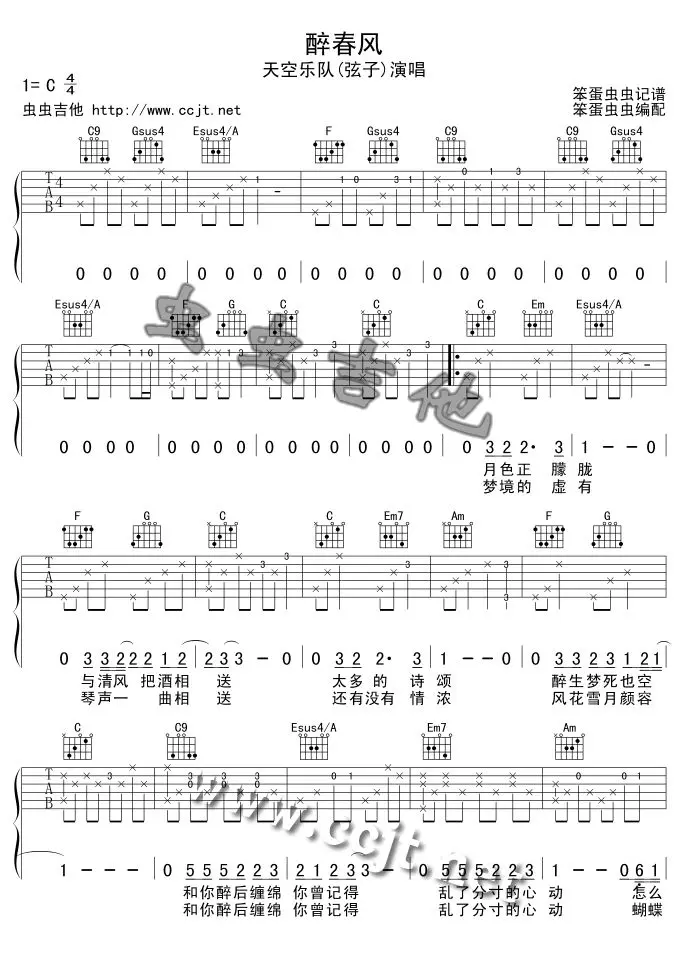 醉春风
天空乐队(弦子)演唱
1= C 4/4
笨蛋虫虫记谱
虫虫吉他 http://www.ccjt.net 笨蛋虫虫编配
C9 Gsus4 Esus4/A F Gsus4 C9 C9 Gsus4
T A B 4 4 1 - 1 0 3 1 0 1 3
0 0 0 0 0 0 0 0 0 0 0 0 0 0 0 0 0 0 0 0
Esus4/A F G C C C Em Esus4/A
虫虫吉他
0 0 0 0 0 0 0 0 0 0 0 0 0 0 0 0 0 3 2 2· 3 1 - - 0
月色正 朦 胧
梦境的 虚 有
F G C C Em7 Am F G
0 3 3 2 2 2 1 2 2 3 3 - 0 0 3 2 2· 3 2 - - 0 0 3 3 2 3 1 2 1
与清风 把酒相 送 太多的 诗 颂 醉生梦死也空
琴声一 曲相 送 还有没有 情 浓 风花雪月颜容
C C9 Esus4/A Em7 Am
www.ccjt.net
1 - - - 0 5 5 5 2 2 3 2 1 2 3 3 - 0 5 5 5 5 2 2 3 1 - - 0 6 1
和你醉后缠绵 你曾记得 乱了分寸的心 动 怎么
和你醉后缠绵 你曾记得 乱了分寸的心 动 蝴蝶